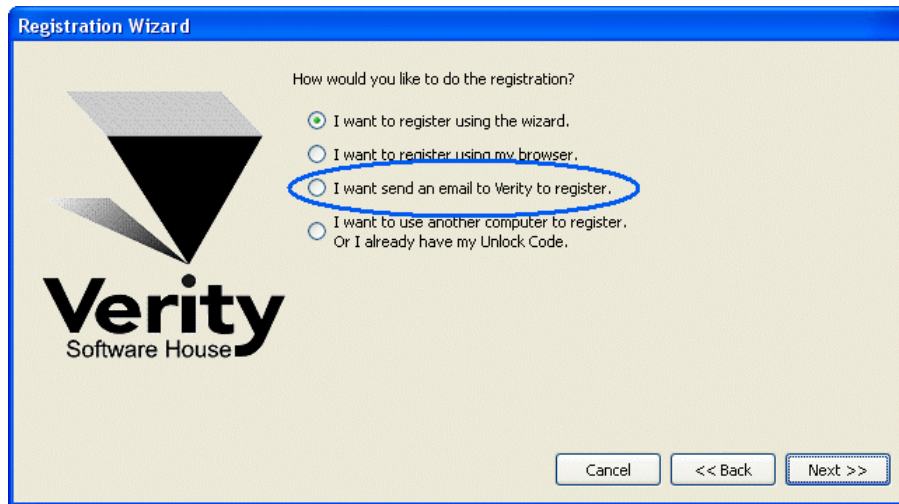 Registration Wizard
How would you like to do the registration?
I want to register using the wizard.
I want to register using my browser.
I want send an email to Verity to register.
I want to use another computer to register.
Or I already have my Unlock Code.
Verity
Software House
Cancel
<< Back
Next >>